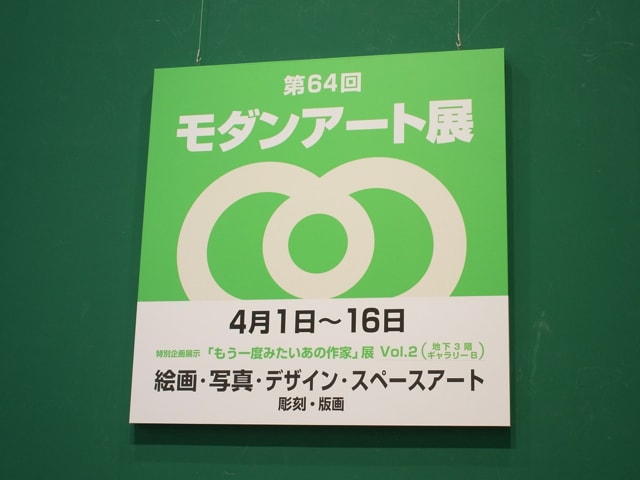 第64回
モダンアート展
4月1日～16日
特別企画展示 「もう一度みたいあの作家」展 Vol.2（地下3階ギャラリーB）
絵画・写真・デザイン・スペースアート
彫刻・版画